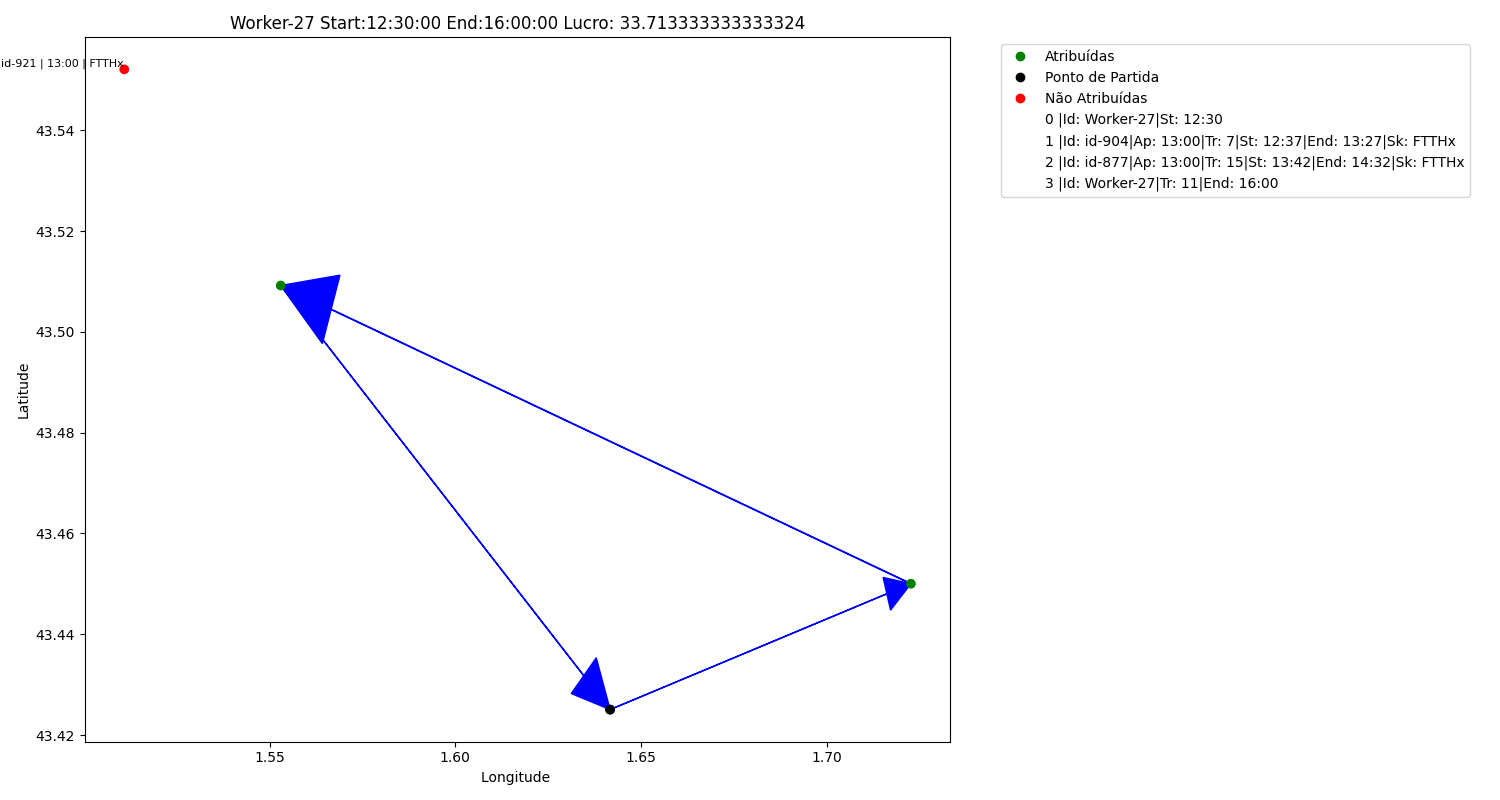 Worker-27 Start:12:30:00 End:16:00:00 Lucro: 33.713333333333324
id-921 | 13:00 | FTTHx
43.54
43.52
43.50
43.48
43.46
43.44
43.42
Latitude
1.55
1.60
1.65
1.70
Longitude
Atribuídas
Ponto de Partida
Não Atribuídas
0 |Id: Worker-27|St: 12:30
1 |Id: id-904|Ap: 13:00|Tr: 7|St: 12:37|End: 13:27|Sk: FTTHx
2 |Id: id-877|Ap: 13:00|Tr: 15|St: 13:42|End: 14:32|Sk: FTTHx
3 |Id: Worker-27|Tr: 11|End: 16:00